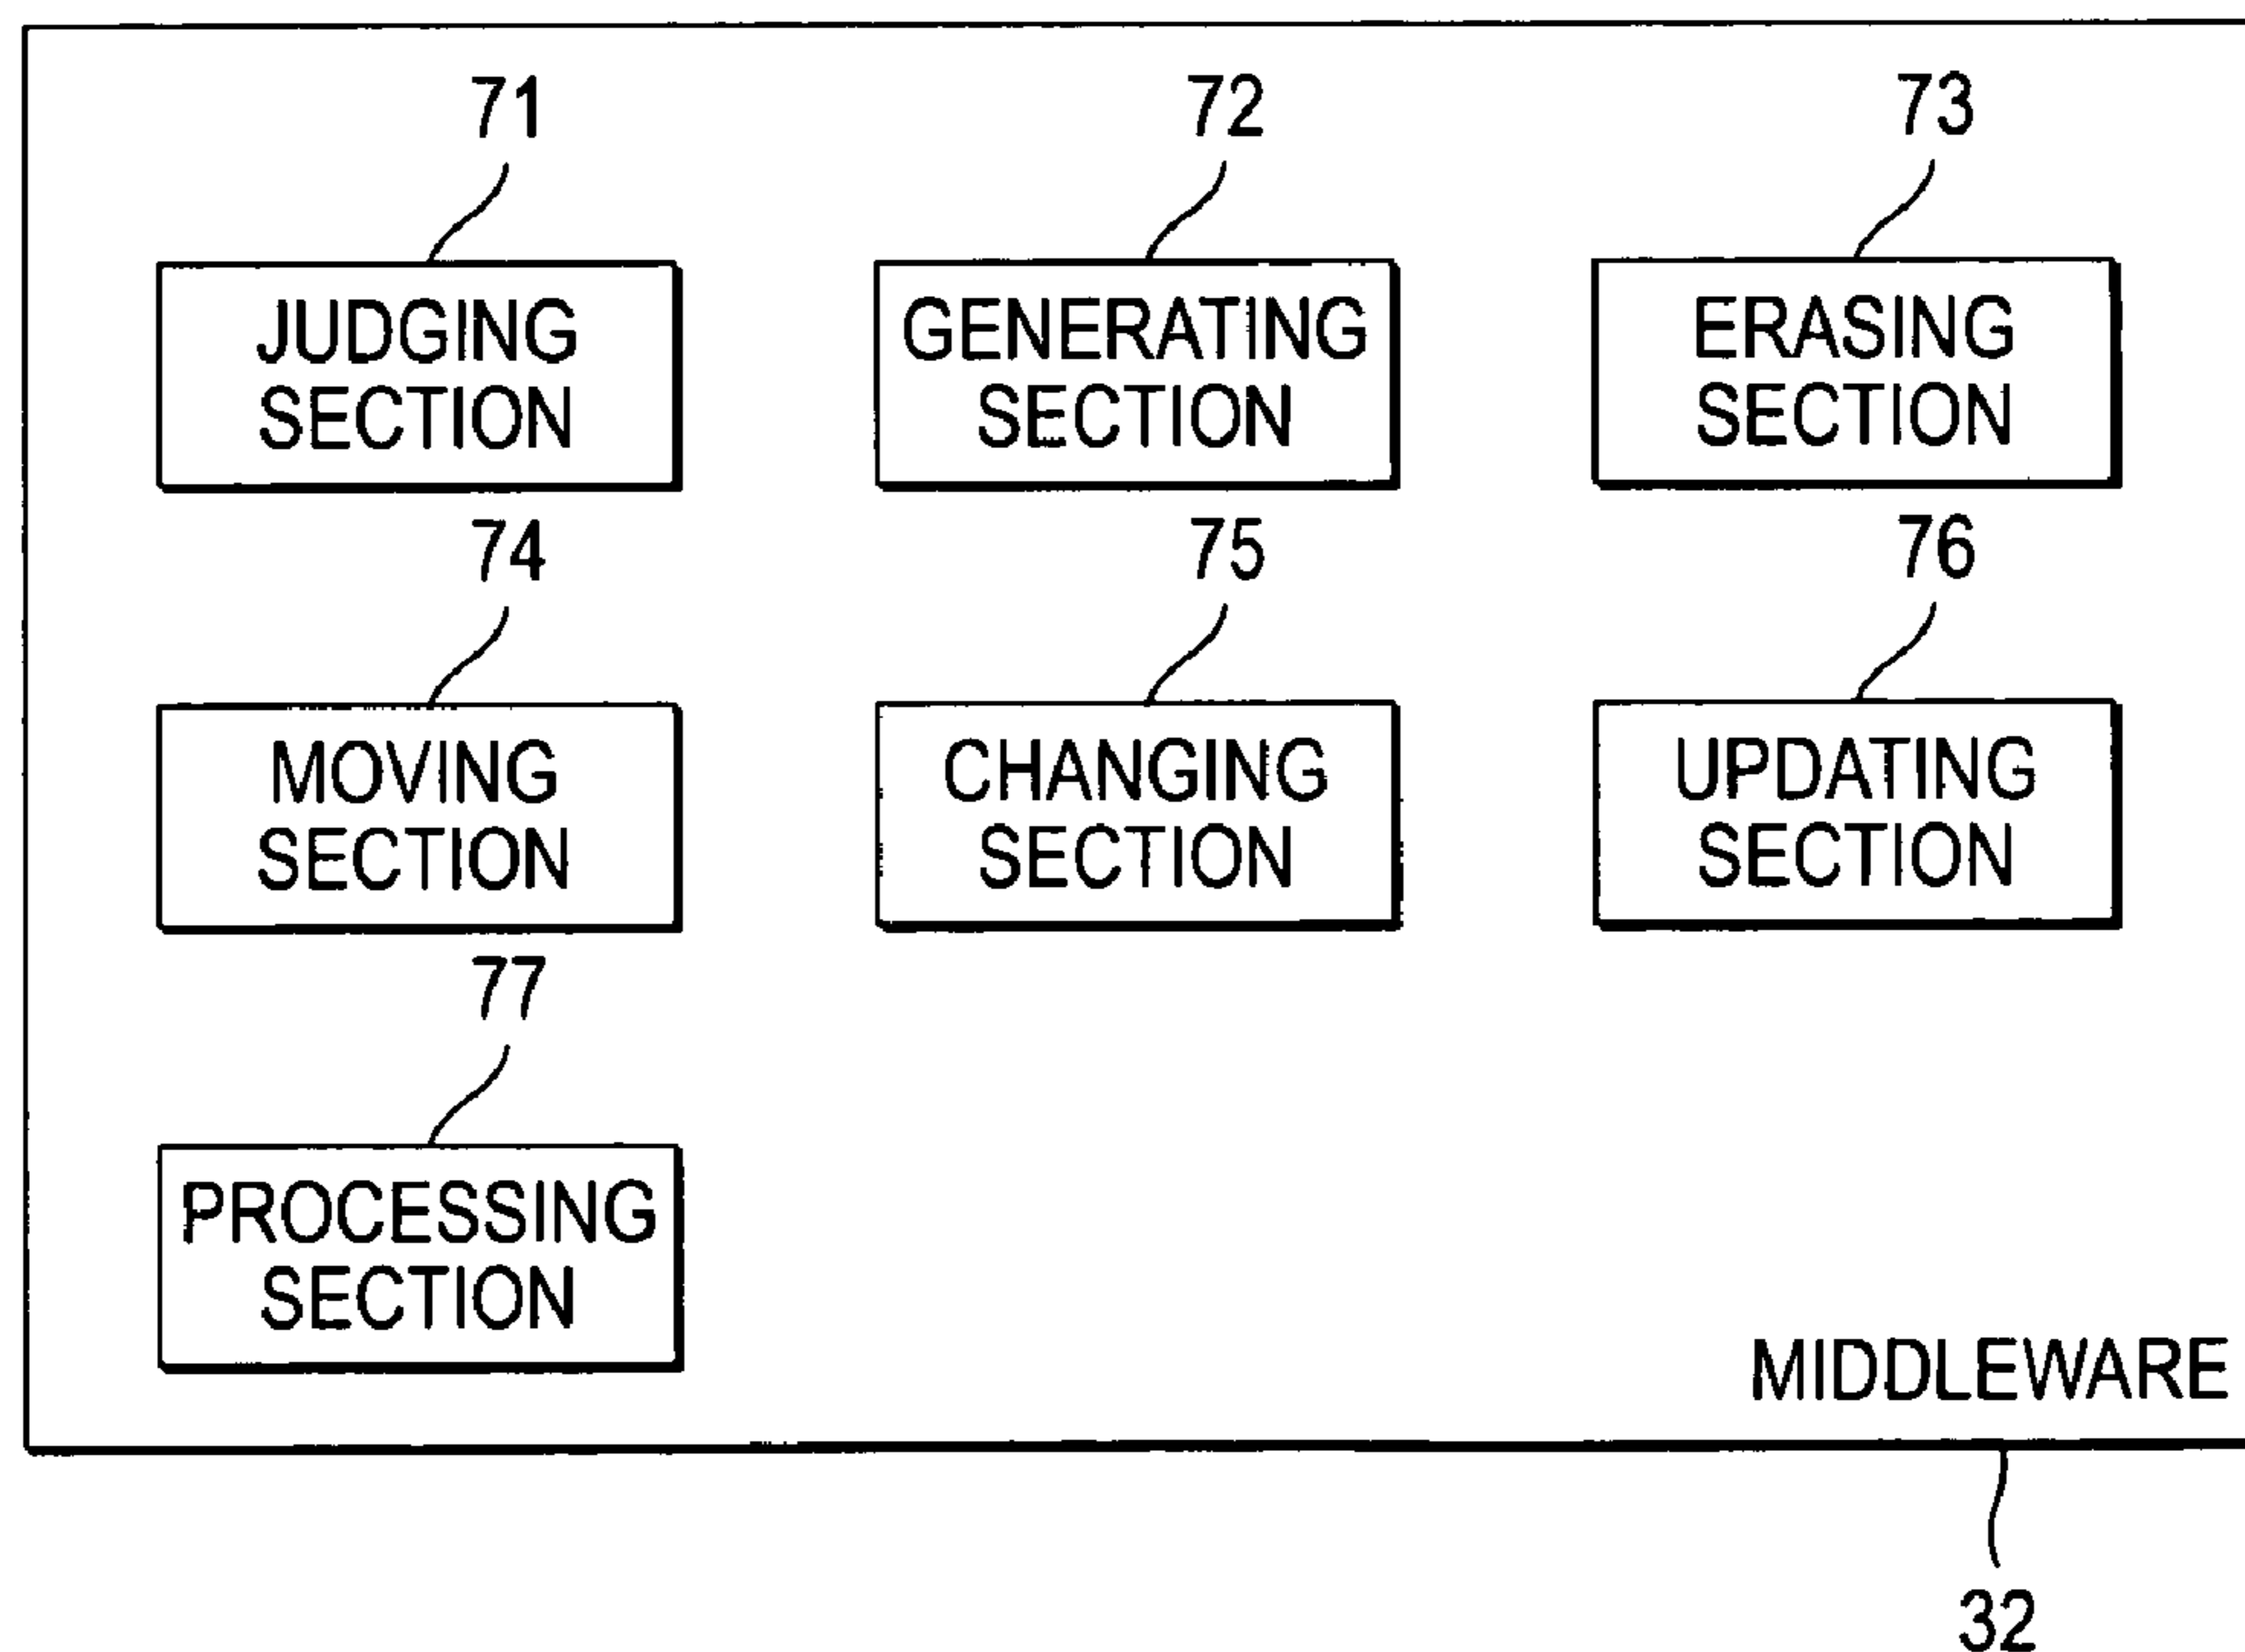 71
72
73
JUDGING
SECTION
GENERATING
SECTION
ERASING
SECTION
74
75
76
MOVING
SECTION
CHANGING
SECTION
UPDATING
SECTION
77
PROCESSING
SECTION
MIDDLEWARE
32